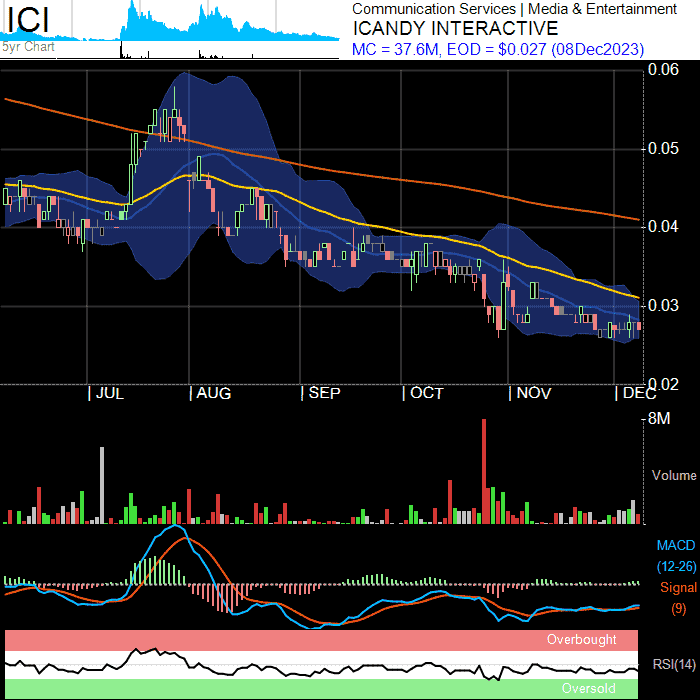 ICI
5yr Chart
Communication Services | Media & Entertainment
ICANDY INTERACTIVE
MC = 37.6M, EOD = $0.027 (08Dec2023)
0.06
0.05
0.04
0.03
0.02
JUL AUG SEP OCT NOV DEC
8M
Volume
MACD
(12-26)
Signal
(9)
Overbought
RSI(14)
Oversold